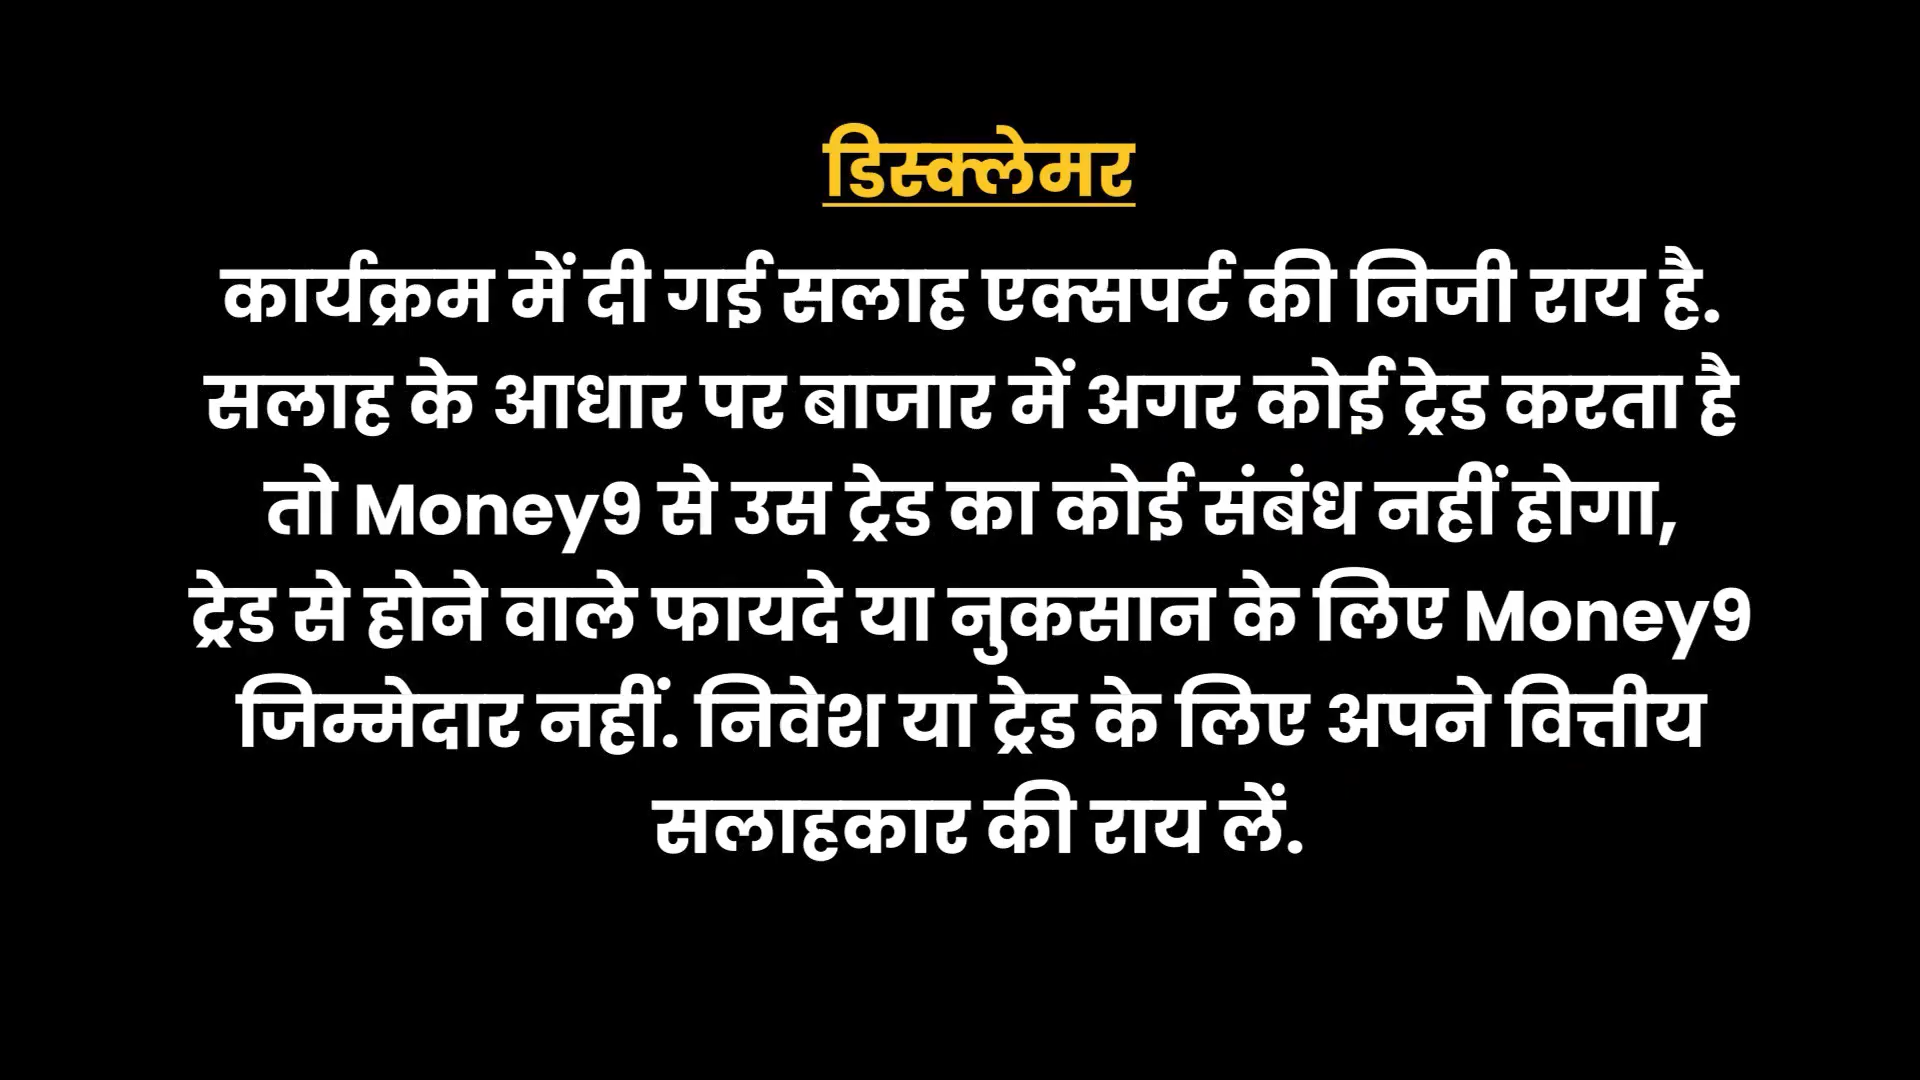 डिस्क्लेमर
कार्यक्रम में दी गई सलाह एक्सपर्ट की निजी राय है.
सलाह के आधार पर बाजार में अगर कोई ट्रेड करता है
तो Money9 से उस ट्रेड का कोई संबंध नहीं होगा,
ट्रेड से होने वाले फायदे या नुकसान के लिए Money9
जिम्मेदार नहीं. निवेश या ट्रेड के लिए अपने वित्तीय
सलाहकार की राय लें.